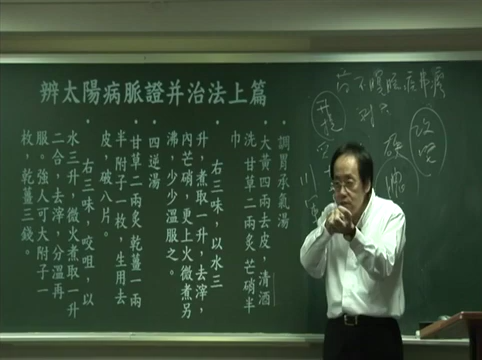 辨太陽病脈證并治法上篇
• 調胃承氣湯
大黃四兩去皮，清酒
洗 甘草二兩炙 芒硝半
巾
• 右三味，以水三
升，煮取一升，去滓，
內芒硝，更上火微煮另
沸，少少溫服之。
• 四逆湯
甘草二兩炙 乾薑一兩
半 附子一枚，生用去
皮，破八片。
• 右三味，咬咀，以
水三升，微火煮取一升
二合，去滓，分溫再
服。強人可大附子一
枚，乾薑三錢。